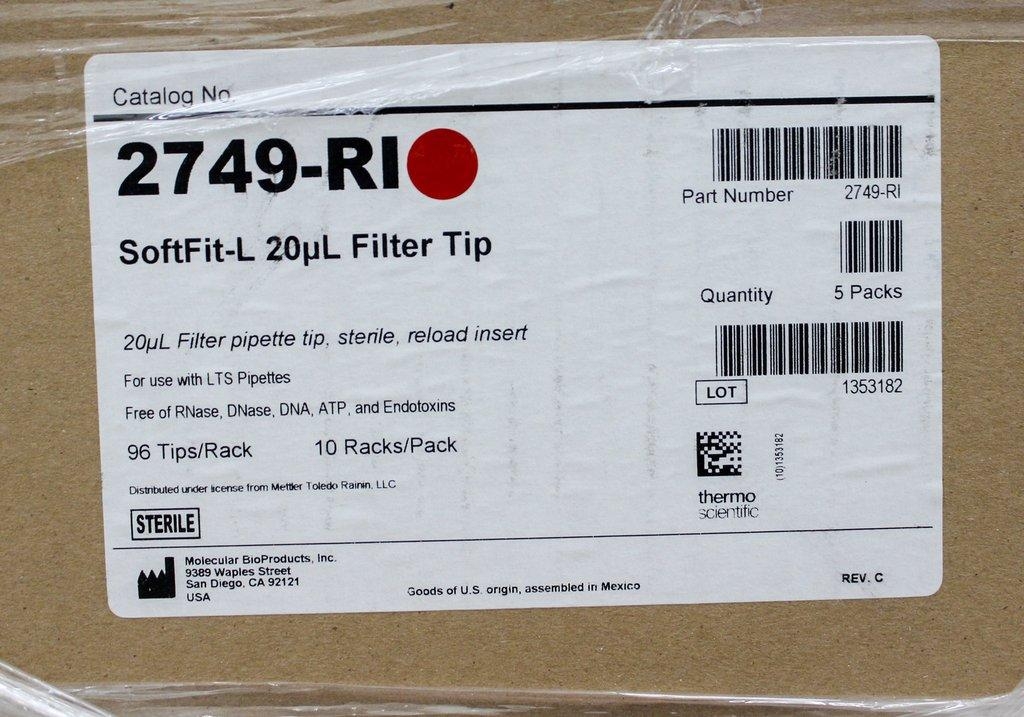 Catalog No
2749-RI
SoftFit-L 20µL Filter Tip
20µL Filter pipette tip, sterile, reload insert
For use with LTS Pipettes
Free of RNase, DNase, DNA, ATP, and Endotoxins
96 Tips/Rack 10 Racks/Pack
Distributed under license from Mettler Toledo Rainin, LLC
STERILE
Part Number 2749-RI
Quantity 5 Packs
LOT 1353182
(10)1353182
thermo
scientific
Molecular BioProducts, Inc.
9389 Waples Street
San Diego, CA 92121
USA
Goods of U.S. origin, assembled in Mexico
REV. C